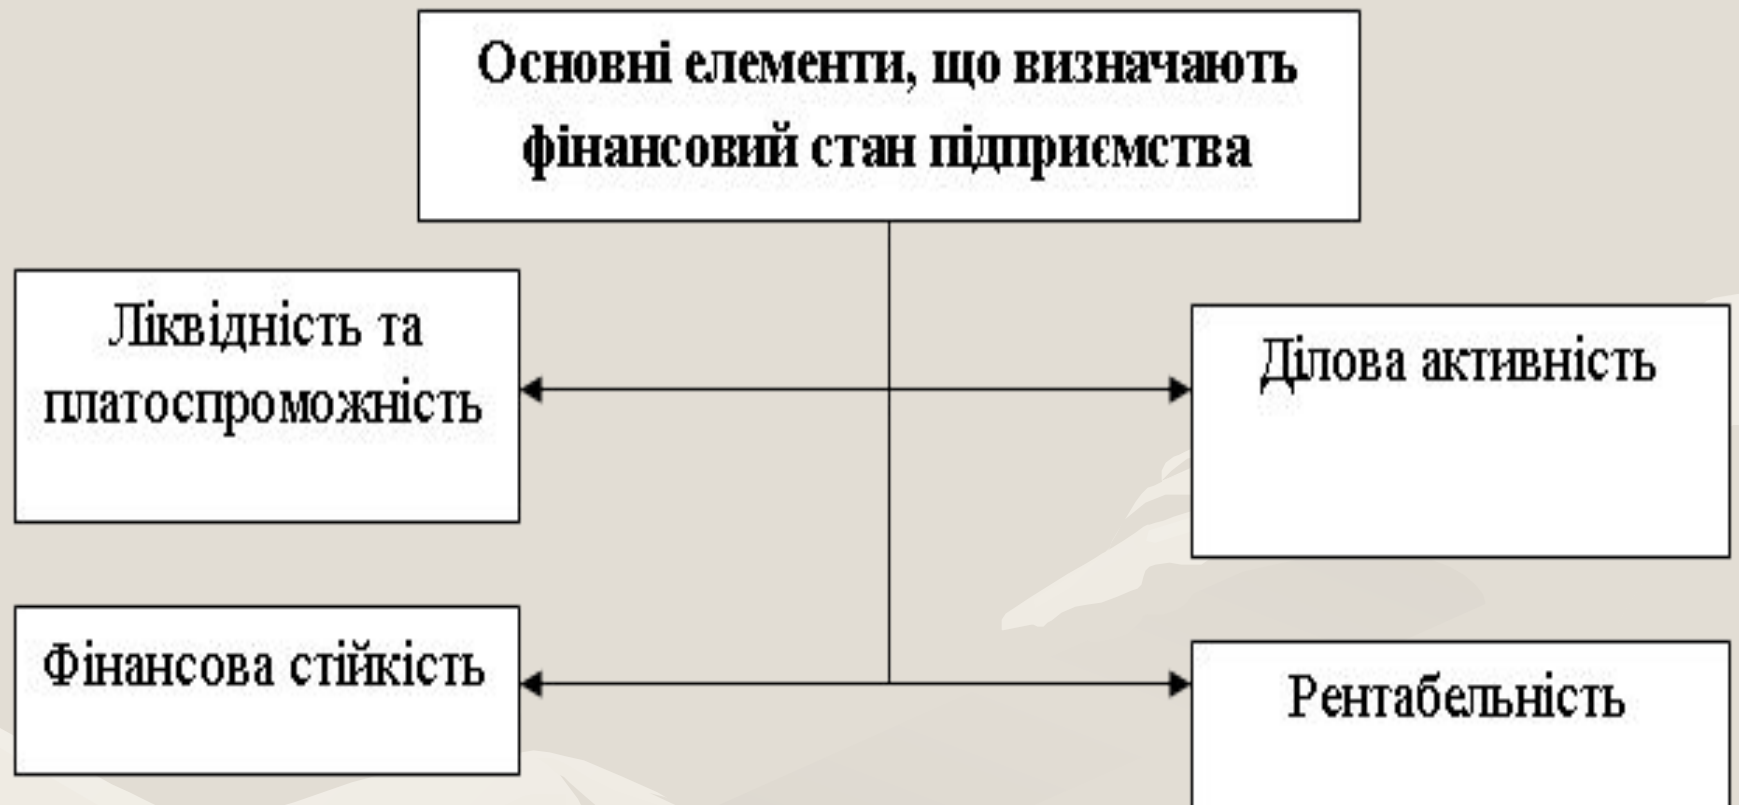 Основні елементи, що визначають
фінансовий стан підприємства
Ліквідність та
платоспроможність
Ділова активність
Фінансова стійкість
Рентабельність